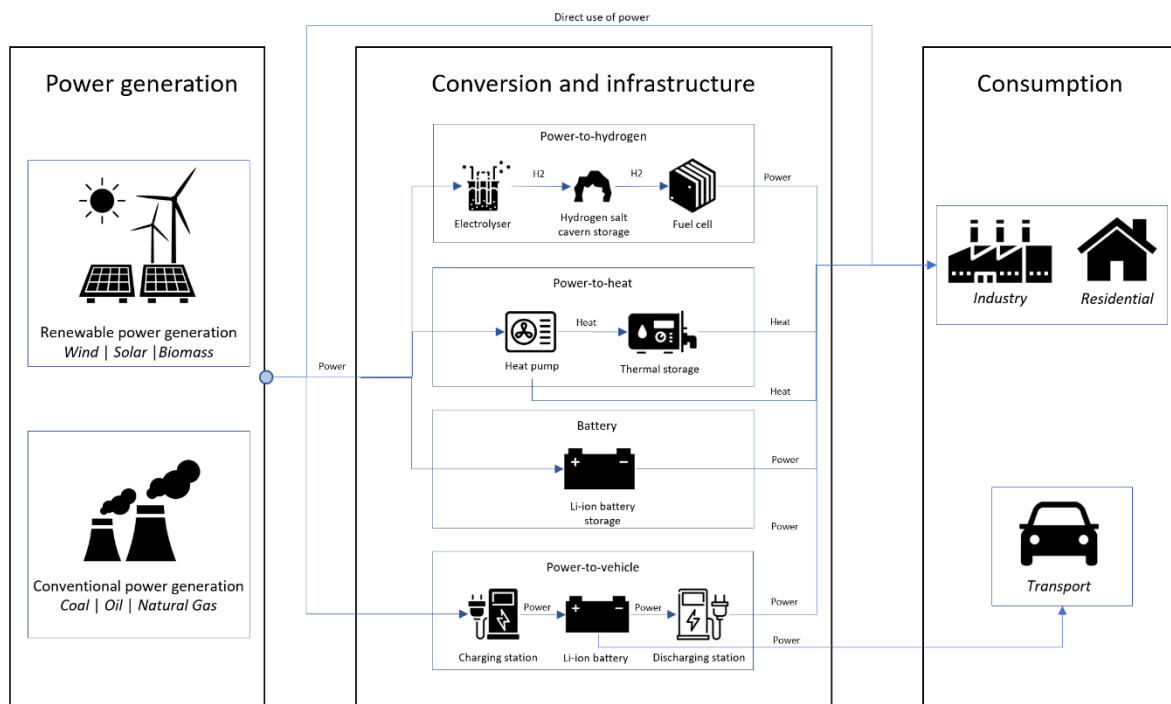 Direct use of power
Power generation
Conversion and infrastructure
Consumption
Renewable power generation
Wind | Solar |Biomass
Conventional power generation
Coal | Oil | Natural Gas
Power
Power-to-hydrogen
H2
H2
Power
Electrolyser
Hydrogen salt
cavern storage
Fuel cell
Power-to-heat
Heat
Heat
Heat pump
Thermal storage
Heat
Battery
+ −
Power
Li-ion battery
storage
Power
Power-to-vehicle
Power
+ −
Power
Power
Power
Charging station
Li-ion battery
Discharging station
Industry
Residential
Transport